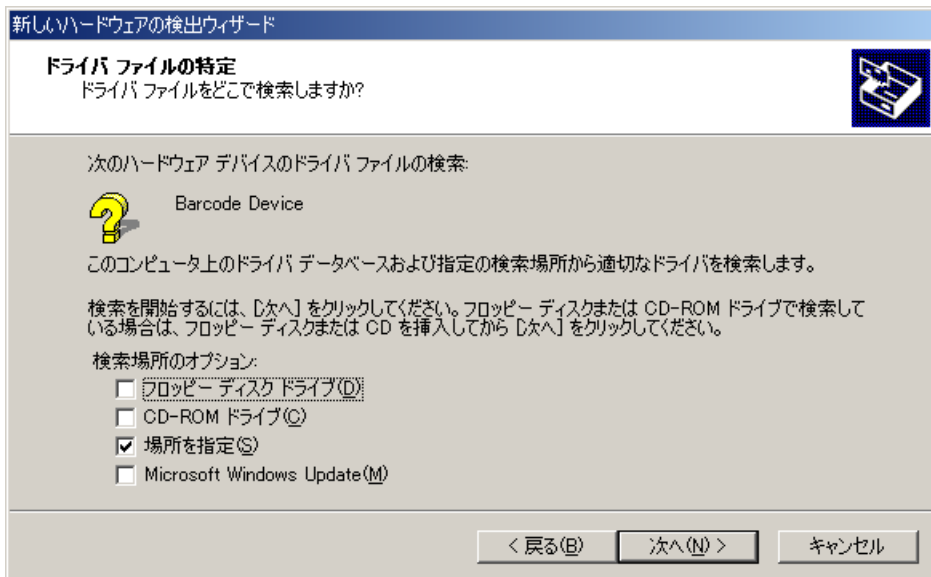 新しいハードウェアの検出ウィザード
ドライバ ファイルの特定
ドライバ ファイルをどこで検索しますか?
次のハードウェア デバイスのドライバ ファイルの検索:
Barcode Device
このコンピュータ上のドライバ データベースおよび指定の検索場所から適切なドライバを検索します。
検索を開始するには、[次へ] をクリックしてください。フロッピー ディスクまたは CD-ROM ドライブで検索して
いる場合は、フロッピー ディスクまたは CD を挿入してから [次へ] をクリックしてください。
検索場所のオプション:
フロッピー ディスク ドライブ(D)
CD-ROM ドライブ(C)
場所を指定(S)
Microsoft Windows Update(M)
< 戻る(B) 次へ(N) > キャンセル